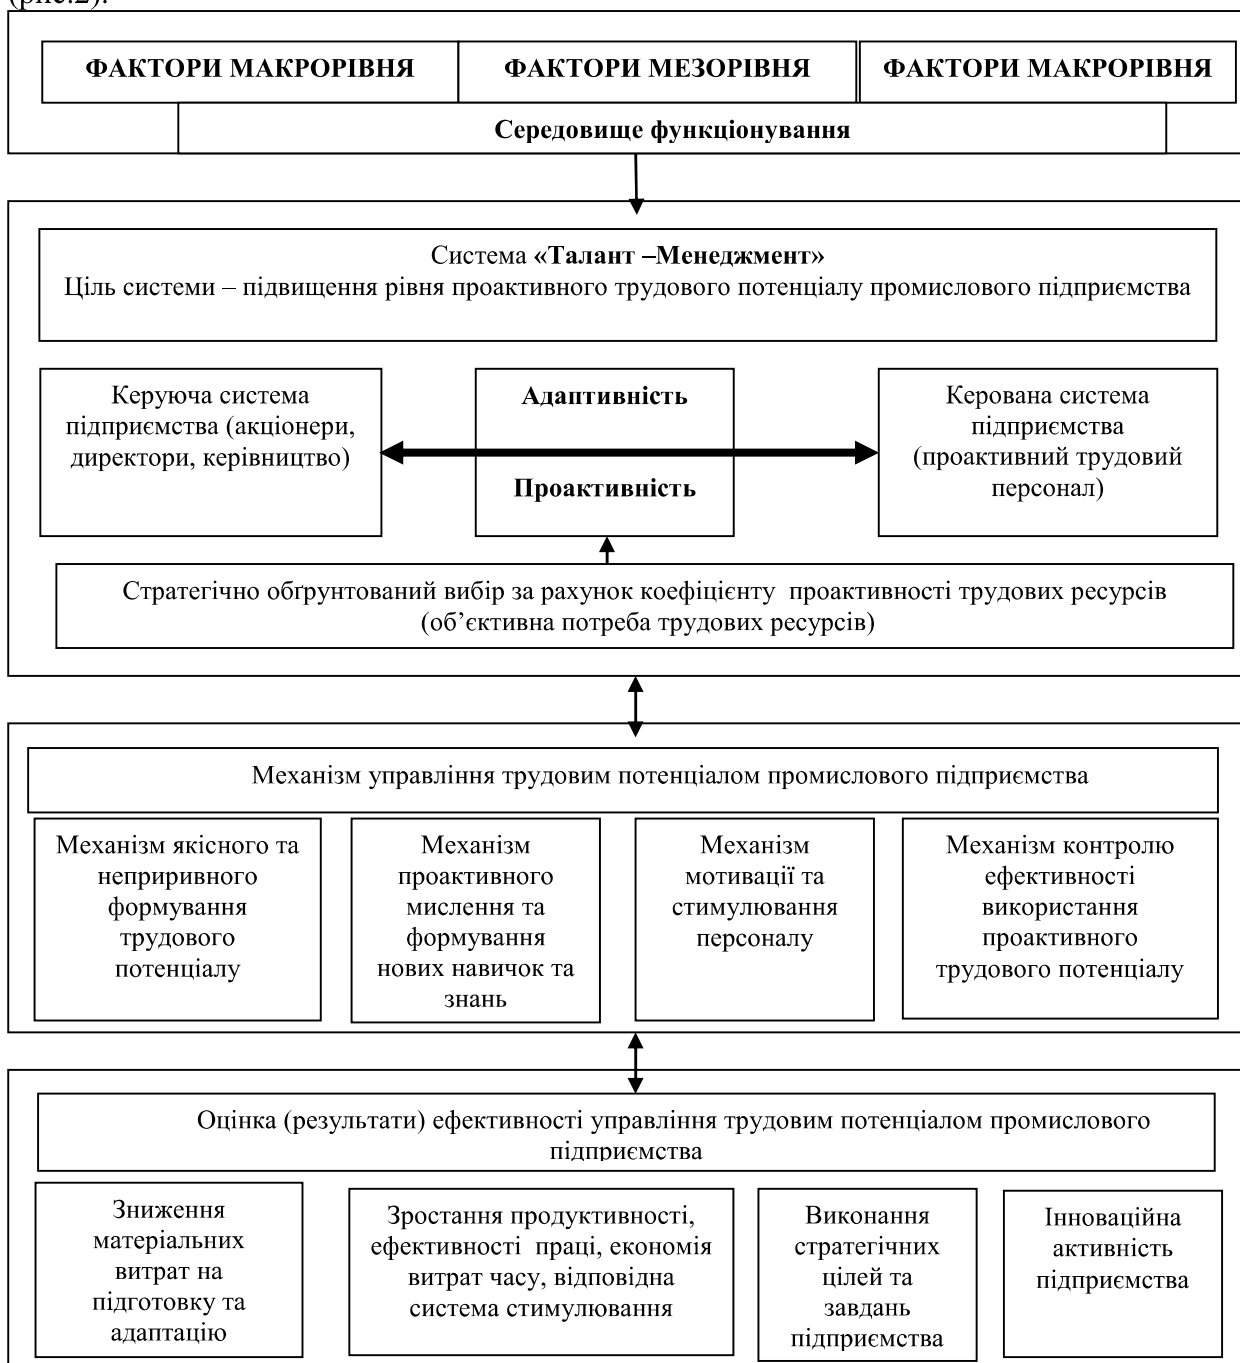 (рис.2).
ФАКТОРИ МАКРОРІВНЯ
ФАКТОРИ МЕЗОРІВНЯ
ФАКТОРИ МАКРОРІВНЯ
Середовище функціонування
Система «Талант –Менеджмент»
Ціль системи – підвищення рівня проактивного трудового потенціалу промислового підприємства
Керуюча система
підприємства (акціонери,
директори, керівництво)
Адаптивність
Проактивність
Керована система
підприємства
(проактивний трудовий
персонал)
Стратегічно обґрунтований вибір за рахунок коефіцієнту проактивності трудових ресурсів
(об’єктивна потреба трудових ресурсів)
Механізм управління трудовим потенціалом промислового підприємства
Механізм якісного та
неприривного
формування
трудового
потенціалу
Механізм
проактивного
мислення та
формування
нових навичок та
знань
Механізм
мотивації та
стимулювання
персоналу
Механізм контролю
ефективності
використання
проактивного
трудового потенціалу
Оцінка (результати) ефективності управління трудовим потенціалом промислового
підприємства
Зниження
матеріальних
витрат на
підготовку та
адаптацію
Зростання продуктивності,
ефективності праці, економія
витрат часу, відповідна
система стимулювання
Виконання
стратегічних
цілей та
завдань
підприємства
Інноваційна
активність
підприємства